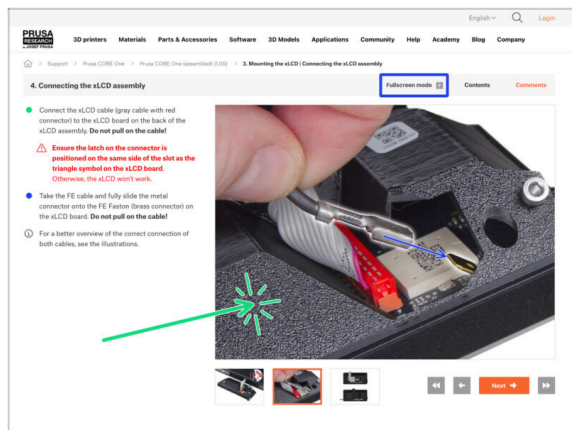 English
Login
PRUSA
RESEARCH
by JOSEF PRUSA
3D printers
Materials
Parts & Accessories
Software
3D Models
Applications
Community
Help
Academy
Blog
Company
Support > Prusa CORE One > Prusa CORE One (assembled) (1.00) > 3. Mounting the xLCD | Connecting the xLCD assembly
4. Connecting the xLCD assembly
Fullscreen mode
Contents
Comments
Connect the xLCD cable (gray cable with red
connector) to the xLCD board on the back of the
xLCD assembly. Do not pull on the cable!
Ensure the latch on the connector is
positioned on the same side of the slot as the
triangle symbol on the xLCD board.
Otherwise, the xLCD won't work.
Take the FE cable and fully slide the metal
connector onto the FE Faston (brass connector) on
the xLCD board. Do not pull on the cable!
For a better overview of the correct connection of
both cables, see the illustrations.
Next